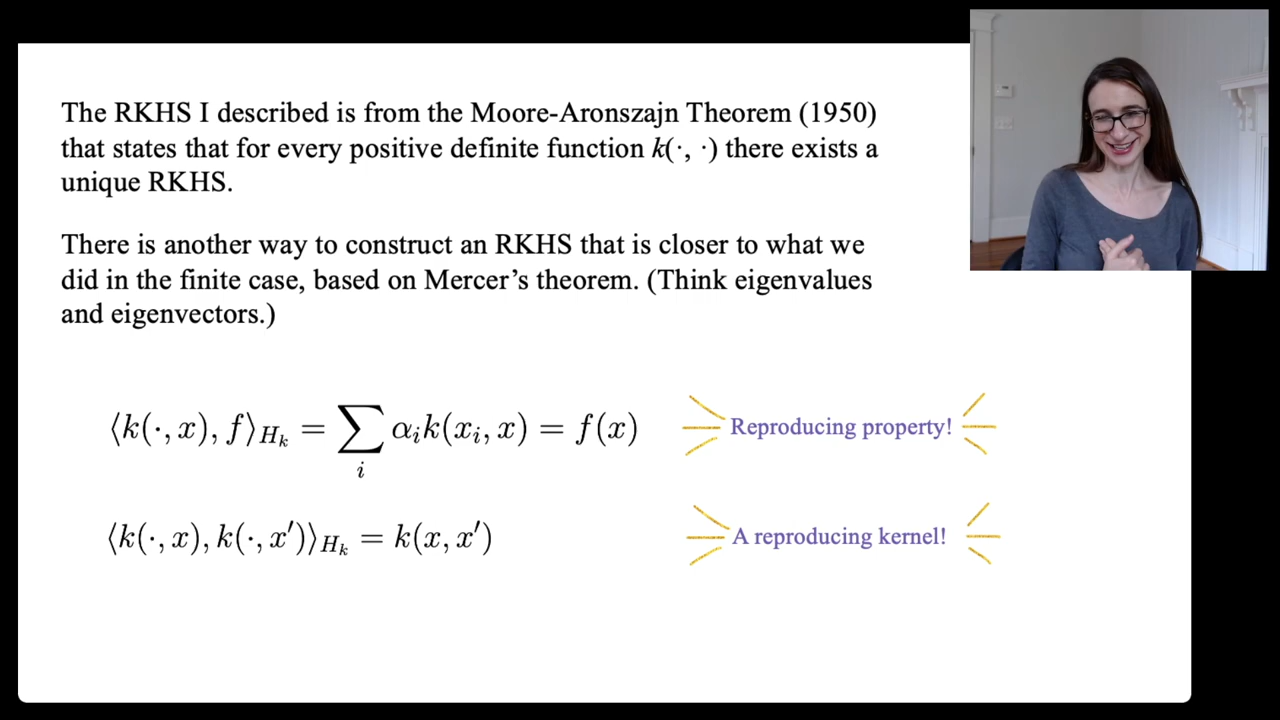 The RKHS I described is from the Moore-Aronszajn Theorem (1950)
that states that for every positive definite function k(·, ·) there exists a
unique RKHS.
There is another way to construct an RKHS that is closer to what we
did in the finite case, based on Mercer’s theorem. (Think eigenvalues
and eigenvectors.)
⟨k(·, x), f⟩_{H_k} = ∑_i α_i k(x_i, x) = f(x) Reproducing property!
⟨k(·, x), k(·, x′)⟩_{H_k} = k(x, x′) A reproducing kernel!